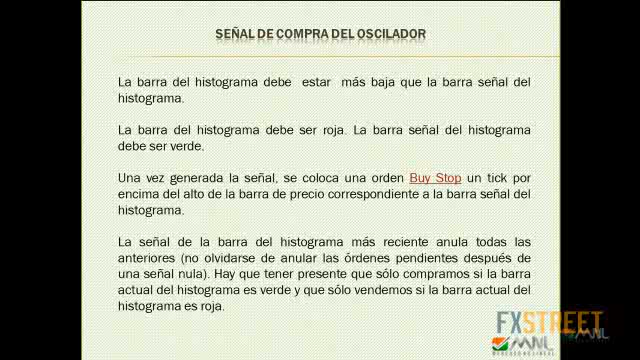 SEÑAL DE COMPRA DEL OSCILADOR
La barra del histograma debe estar más baja que la barra señal del
histograma.
La barra del histograma debe ser roja. La barra señal del histograma
debe ser verde.
Una vez generada la señal, se coloca una orden Buy Stop un tick por
encima del alto de la barra de precio correspondiente a la barra señal del
histograma.
La señal de la barra del histograma más reciente anula todas las
anteriores (no olvidarse de anular las órdenes pendientes después de
una señal nula). Hay que tener presente que sólo compramos si la barra
actual del histograma es verde y que sólo vendemos si la barra actual del
histograma es roja.
FXSTREET
MNL MNL
MERCADO NO LINEAL